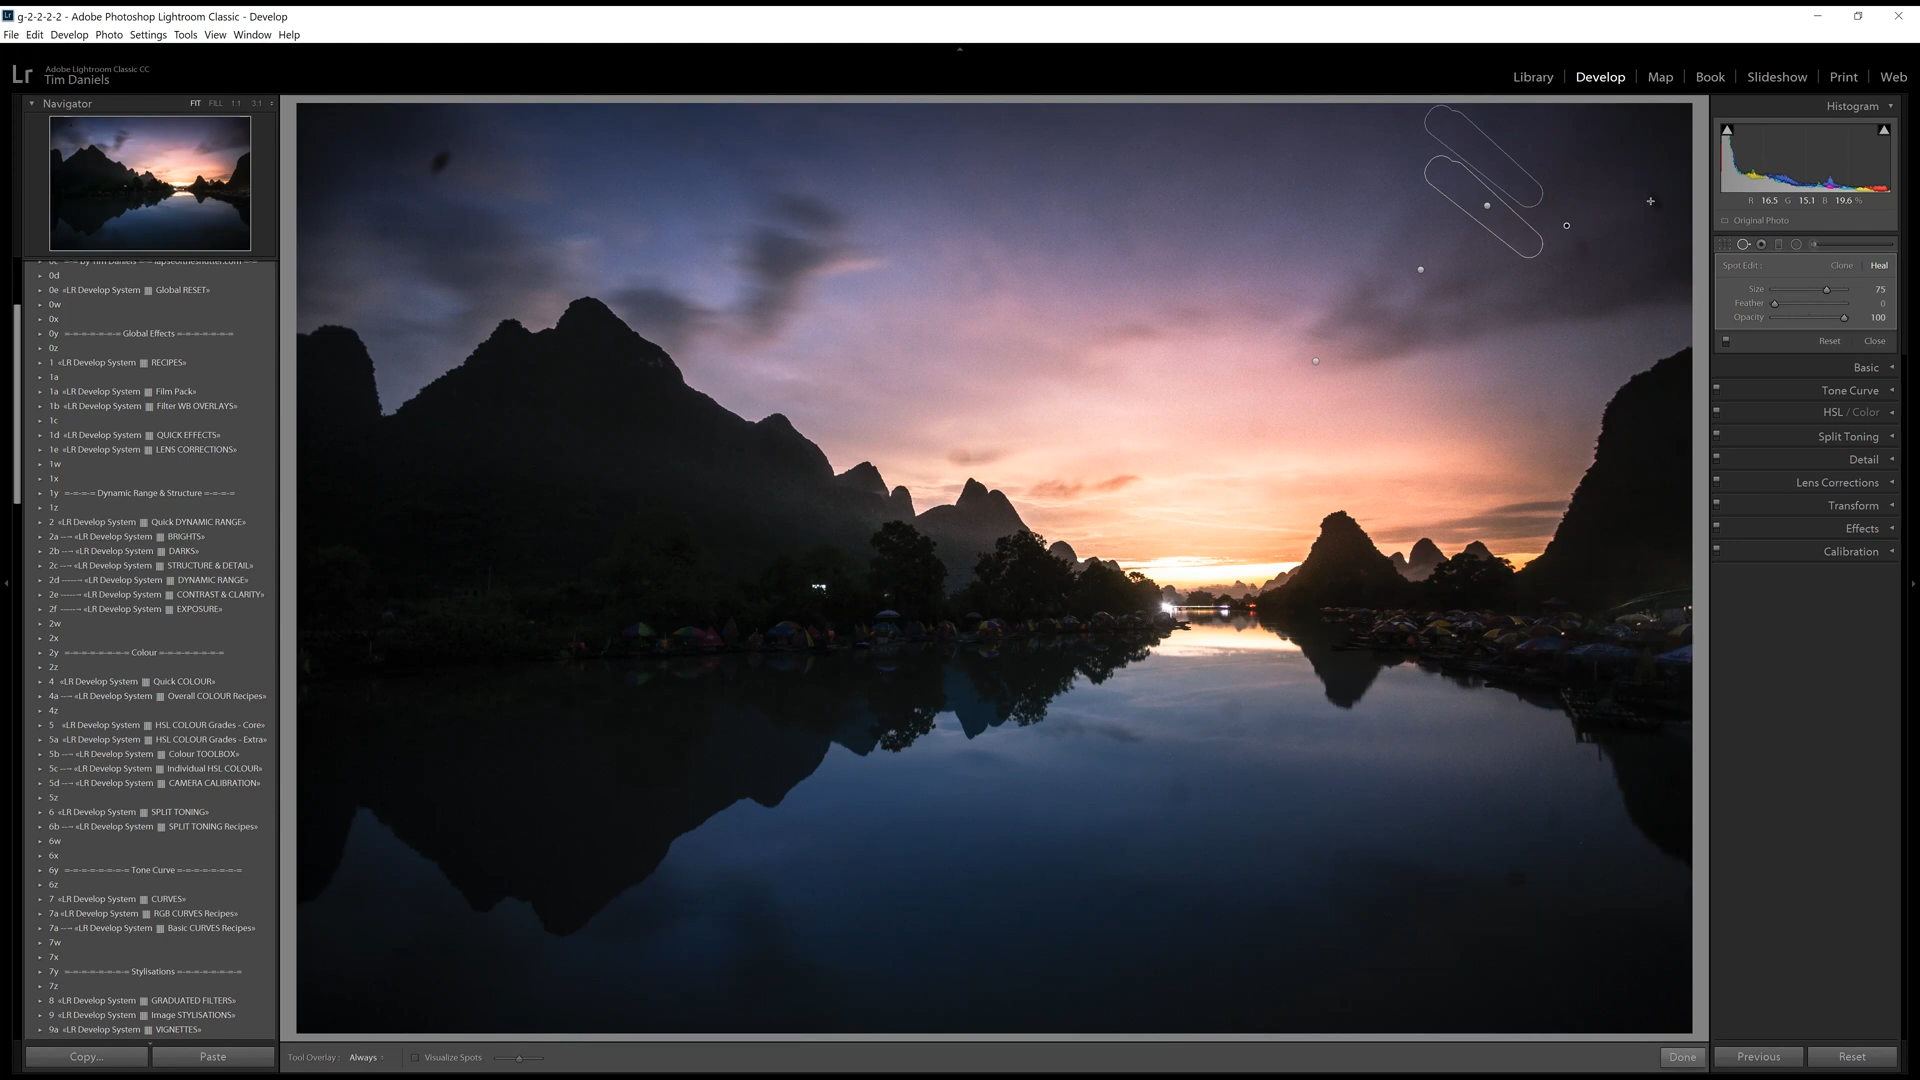 g-2-2-2-2 - Adobe Photoshop Lightroom Classic - Develop
File Edit Develop Photo Settings Tools View Window Help
Lr
Adobe Lightroom Classic CC
Tim Daniels
Library | Develop | Map | Book | Slideshow | Print | Web
Navigator FIT FILL 1:1 3:1
by Tim Daniels
0d
0e «LR Develop System ▦ Global RESET»
0w
0x
0y =-=-=-=-=-=-= Global Effects =-=-=-=-=-=-=
0z
1 «LR Develop System ▦ RECIPES»
1a
1a «LR Develop System ▦ Film Pack»
1b «LR Develop System ▦ Filter WB OVERLAYS»
1c
1d «LR Develop System ▦ QUICK EFFECTS»
1e «LR Develop System ▦ LENS CORRECTIONS»
1w
1x
1y =-=-=-= Dynamic Range & Structure =-=-=-=
1z
2 «LR Develop System ▦ Quick DYNAMIC RANGE»
2a ---→ «LR Develop System ▦ BRIGHTS»
2b ---→ «LR Develop System ▦ DARKS»
2c ---→ «LR Develop System ▦ STRUCTURE & DETAIL»
2d ------→ «LR Develop System ▦ DYNAMIC RANGE»
2e ------→ «LR Develop System ▦ CONTRAST & CLARITY»
2f ------→ «LR Develop System ▦ EXPOSURE»
2w
2x
2y =-=-=-=-=-=-=-= Colour =-=-=-=-=-=-=-=
2z
4 «LR Develop System ▦ Quick COLOUR»
4a ---→ «LR Develop System ▦ Overall COLOUR Recipes»
4z
5 «LR Develop System ▦ HSL COLOUR Grades - Core»
5a «LR Develop System ▦ HSL COLOUR Grades - Extra»
5b ---→ «LR Develop System ▦ Colour TOOLBOX»
5c ---→ «LR Develop System ▦ Individual HSL COLOUR»
5d ---→ «LR Develop System ▦ CAMERA CALIBRATION»
5z
6 «LR Develop System ▦ SPLIT TONING»
6b ---→ «LR Develop System ▦ SPLIT TONING Recipes»
6w
6x
6y =-=-=-=-=-=-=-= Tone Curve =-=-=-=-=-=-=-=
6z
7 «LR Develop System ▦ CURVES»
7a «LR Develop System ▦ RGB CURVES Recipes»
7a ---→ «LR Develop System ▦ Basic CURVES Recipes»
7w
7x
7y =-=-=-=-=-=-=-= Stylisations =-=-=-=-=-=-=-=
7z
8 «LR Develop System ▦ GRADUATED FILTERS»
9 «LR Develop System ▦ Image STYLISATIONS»
9a «LR Develop System ▦ VIGNETTES»
Copy... Paste
Tool Overlay : Always Visualize Spots Done
Histogram
R 16.5 G 15.1 B 19.6 %
Original Photo
Spot Edit : Clone Heal
Size 75
Feather 0
Opacity 100
Reset Close
Basic
Tone Curve
HSL / Color
Split Toning
Detail
Lens Corrections
Transform
Effects
Calibration
Previous Reset